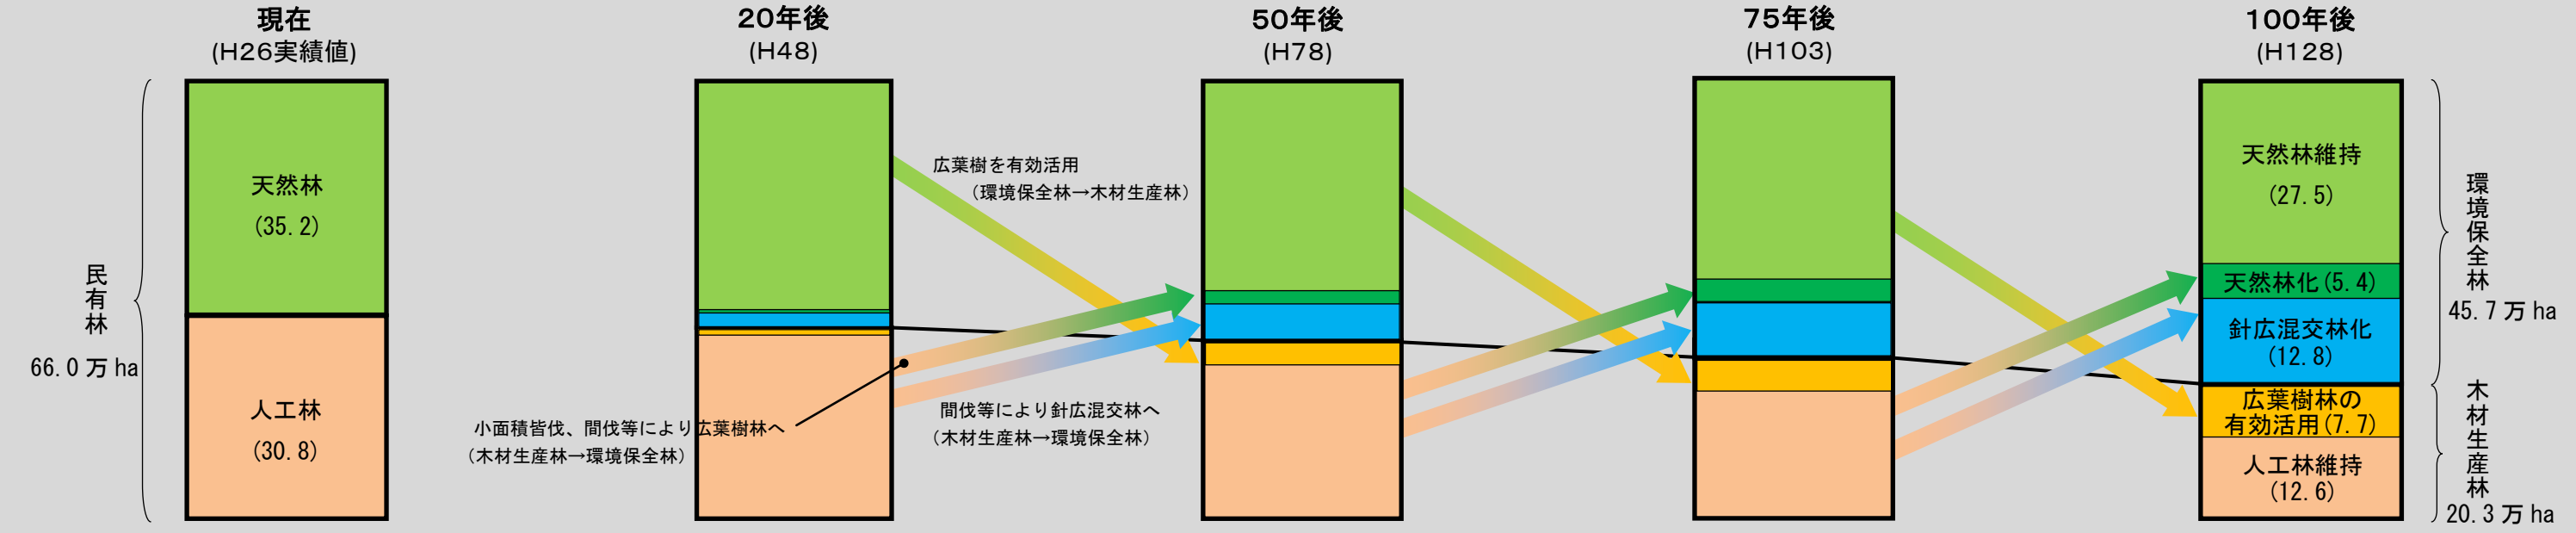 現在
(H26実績値)
20年後
(H48)
50年後
(H78)
75年後
(H103)
100年後
(H128)
民有林
66.0 万 ha
天然林
(35.2)
人工林
(30.8)
広葉樹を有効活用
（環境保全林→木材生産林）
小面積皆伐、間伐等により広葉樹林へ
（木材生産林→環境保全林）
間伐等により針広混交林へ
（木材生産林→環境保全林）
天然林維持
(27.5)
天然林化(5.4)
針広混交林化
(12.8)
広葉樹林の
有効活用(7.7)
人工林維持
(12.6)
環境保全林
45.7 万 ha
木材生産林
20.3 万 ha